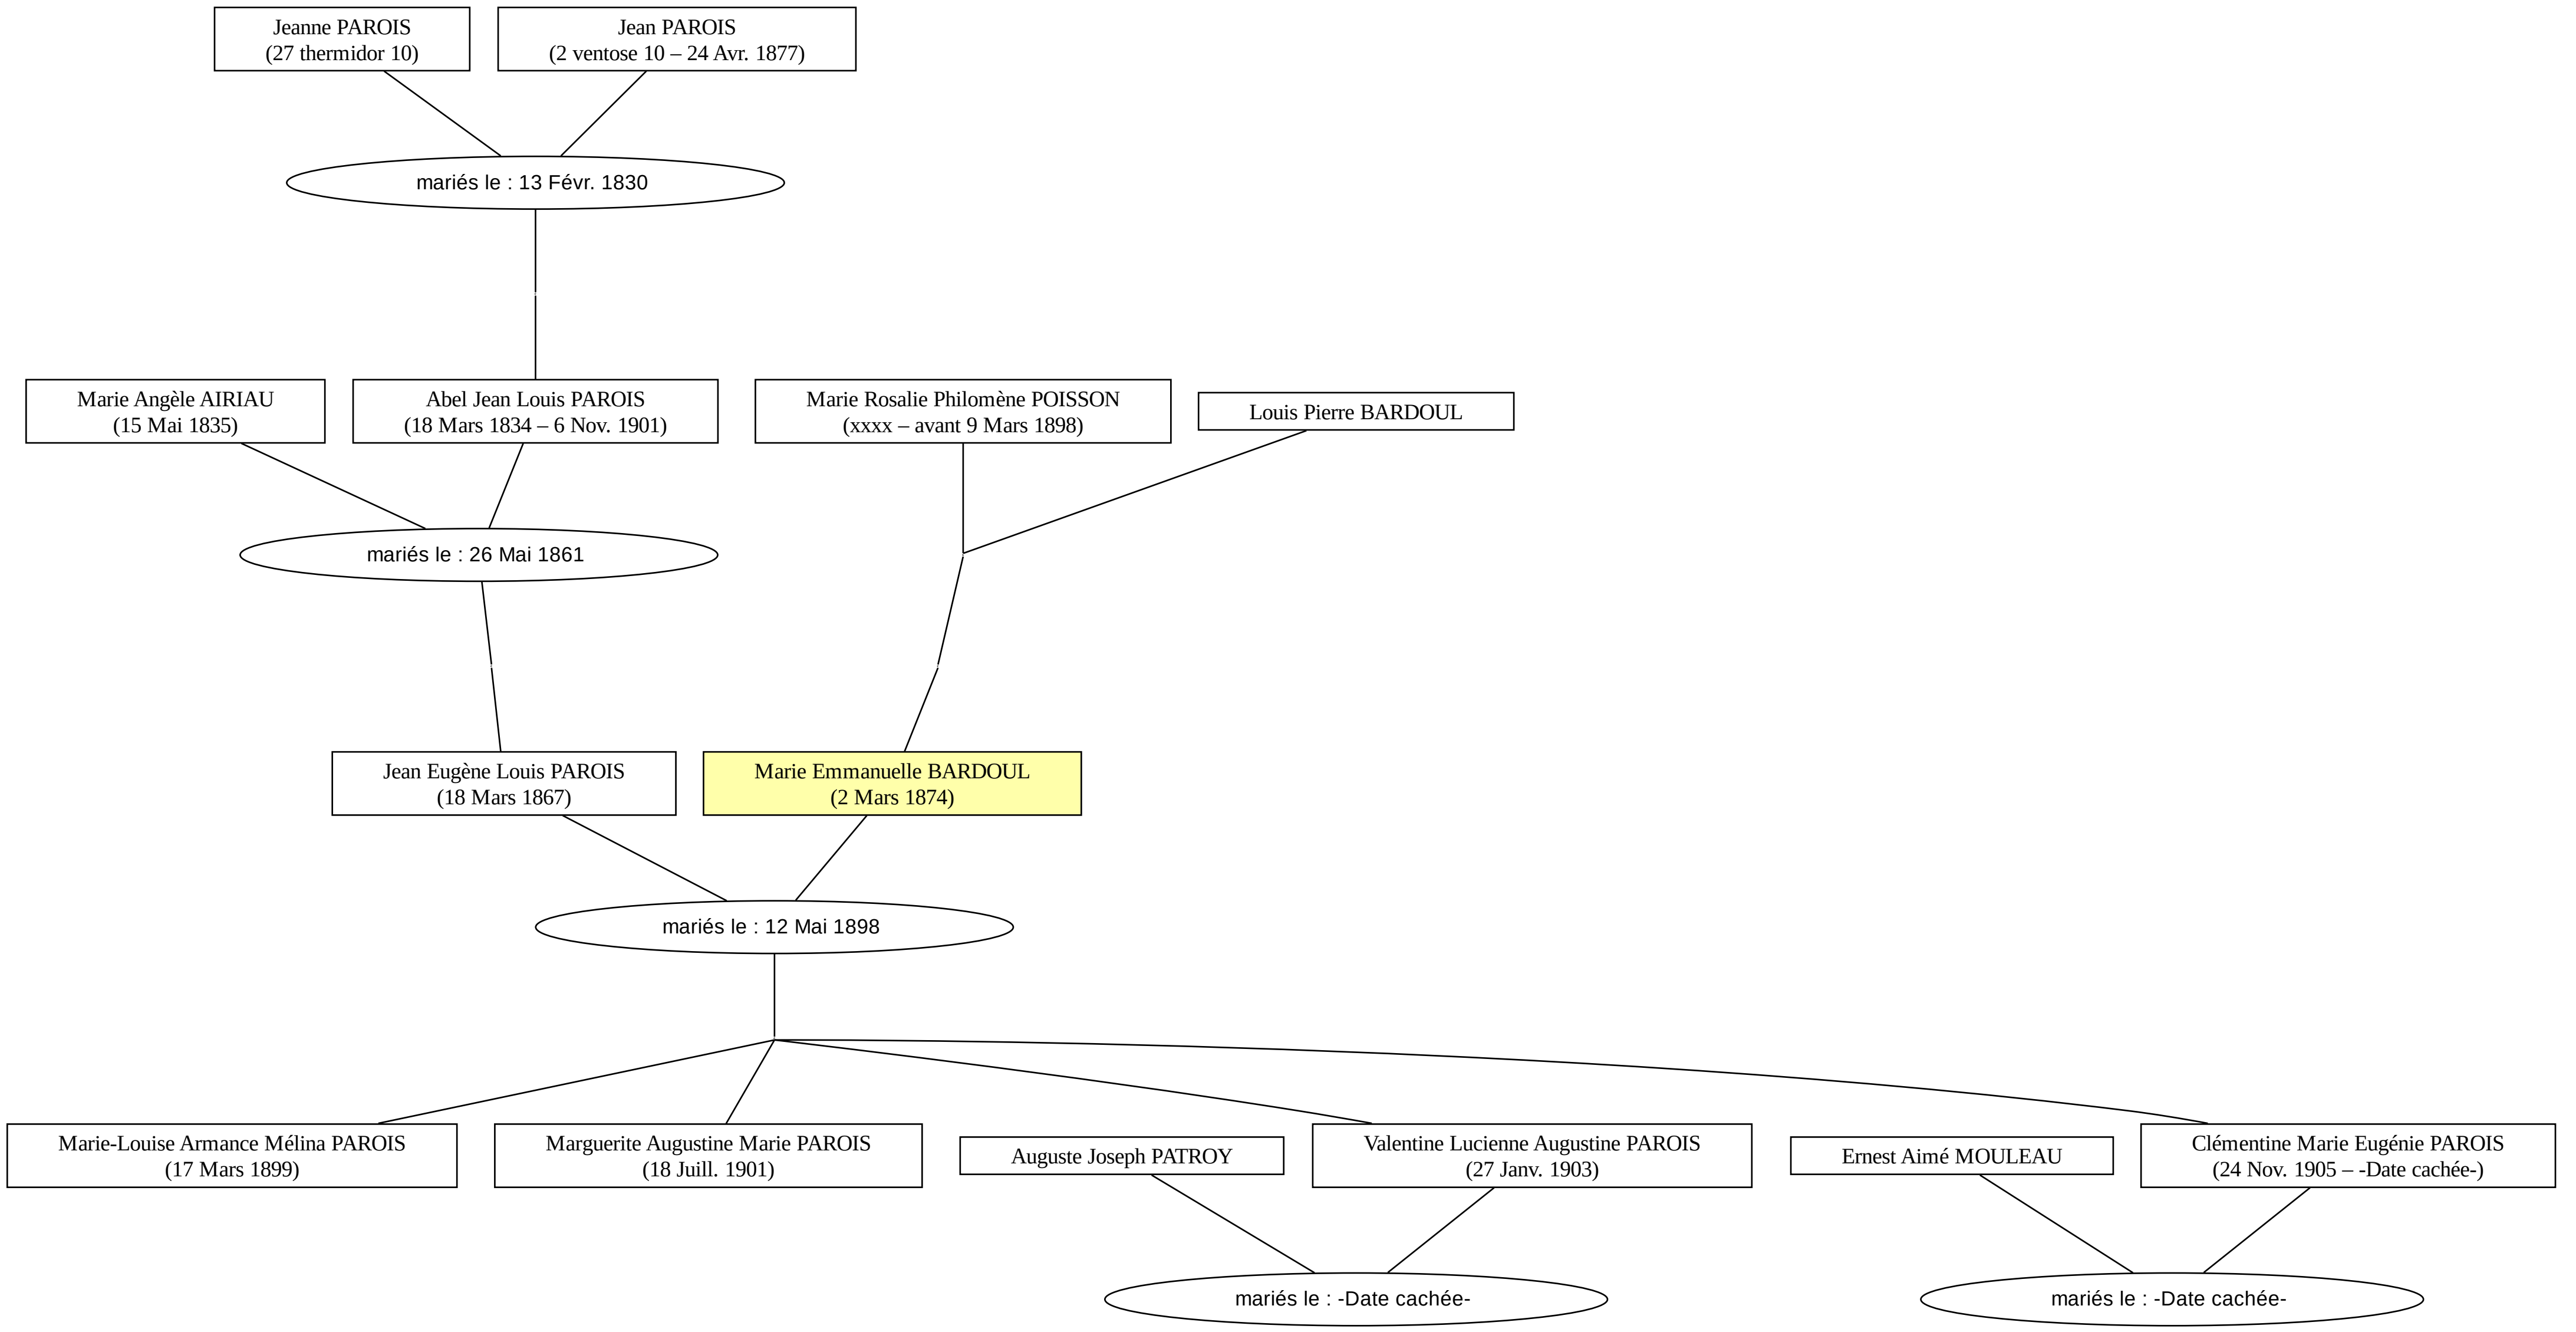 Jeanne PAROIS
(27 thermidor 10)
Jean PAROIS
(2 ventose 10 – 24 Avr. 1877)
mariés le : 13 Févr. 1830
Marie Angèle AIRIAU
(15 Mai 1835)
Abel Jean Louis PAROIS
(18 Mars 1834 – 6 Nov. 1901)
Marie Rosalie Philomène POISSON
(xxxx – avant 9 Mars 1898)
Louis Pierre BARDOUL
mariés le : 26 Mai 1861
Jean Eugène Louis PAROIS
(18 Mars 1867)
Marie Emmanuelle BARDOUL
(2 Mars 1874)
mariés le : 12 Mai 1898
Marie-Louise Armance Mélina PAROIS
(17 Mars 1899)
Marguerite Augustine Marie PAROIS
(18 Juill. 1901)
Auguste Joseph PATROY
Valentine Lucienne Augustine PAROIS
(27 Janv. 1903)
Ernest Aimé MOULEAU
Clémentine Marie Eugénie PAROIS
(24 Nov. 1905 – -Date cachée-)
mariés le : -Date cachée-
mariés le : -Date cachée-